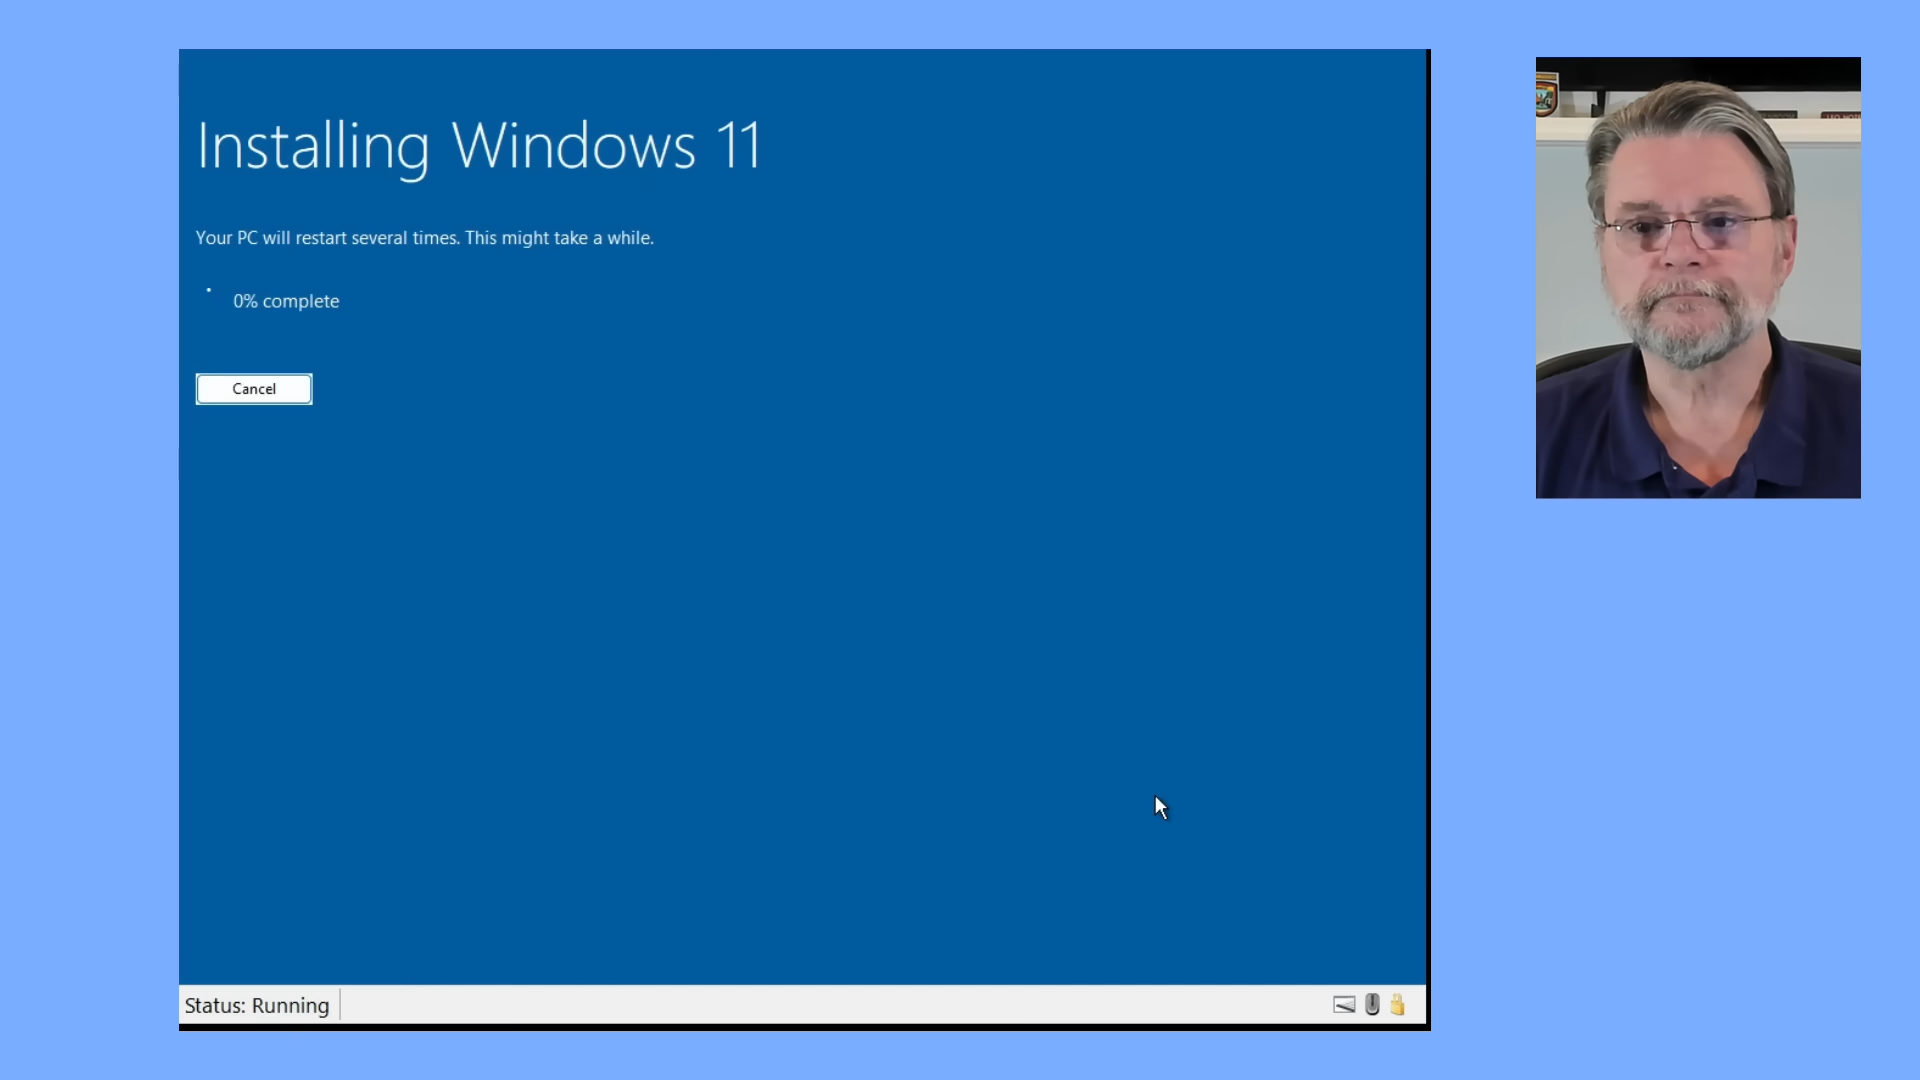 Installing Windows 11
Your PC will restart several times. This might take a while.
0% complete
Cancel
Status: Running